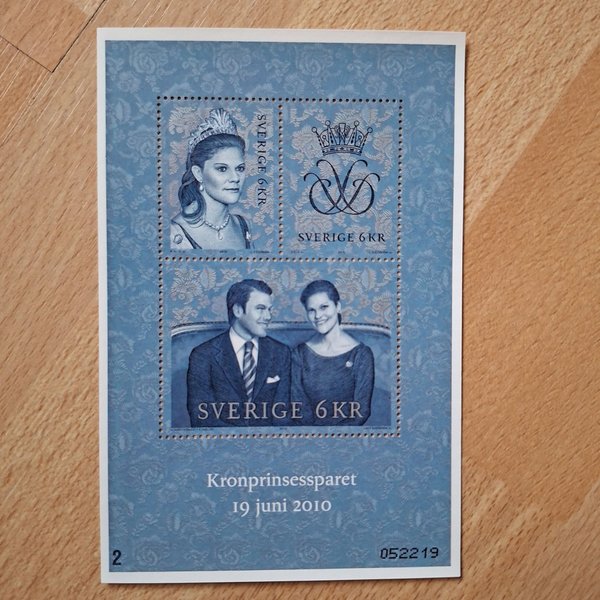 SVERIGE 6KR
SVERIGE 6KR
SVERIGE 6KR
Kronprinsessparet
19 juni 2010
2
052219